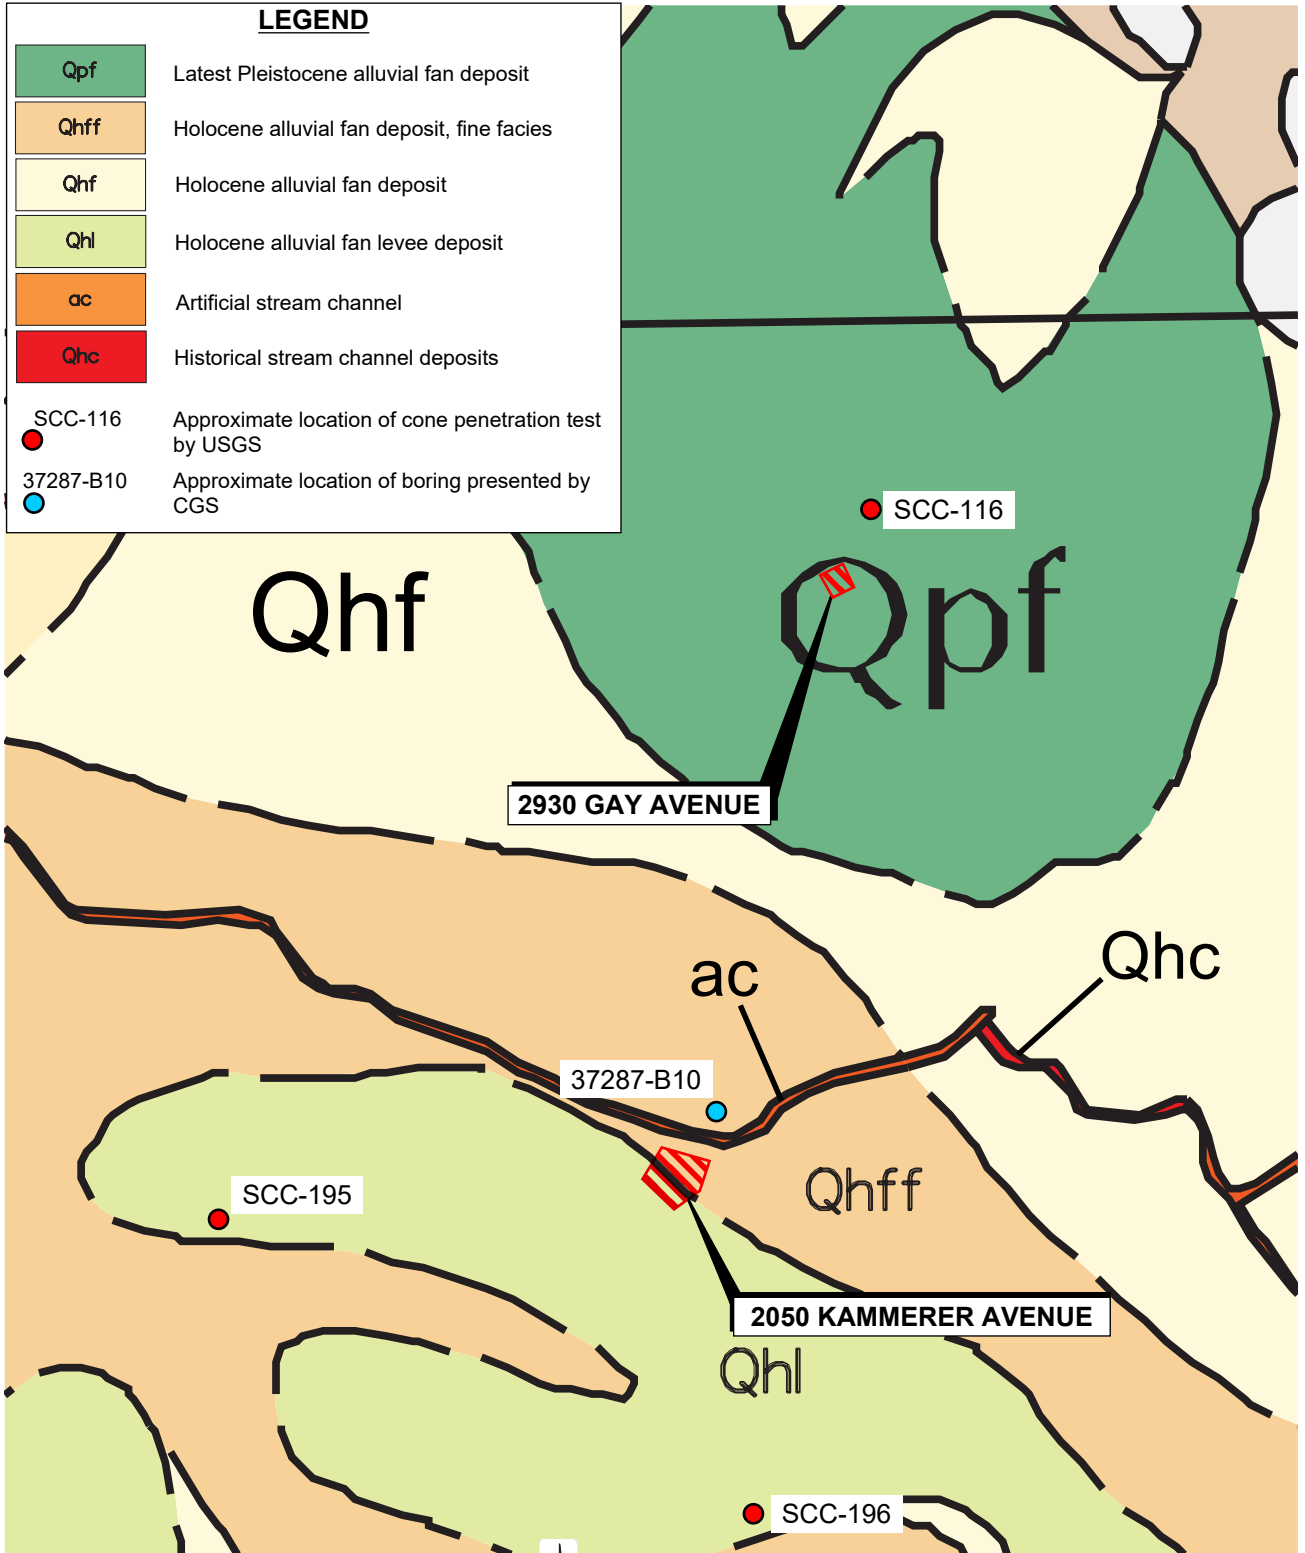 LEGEND
Qpf
Latest Pleistocene alluvial fan deposit
Qhff
Holocene alluvial fan deposit, fine facies
Qhf
Holocene alluvial fan deposit
Qhl
Holocene alluvial fan levee deposit
ac
Artificial stream channel
Qhc
Historical stream channel deposits
SCC-116
Approximate location of cone penetration test
by USGS
37287-B10
Approximate location of boring presented by
CGS
SCC-116
Qhf
Qpf
2930 GAY AVENUE
Qhc
ac
37287-B10
Qhff
SCC-195
2050 KAMMERER AVENUE
Qhl
SCC-196